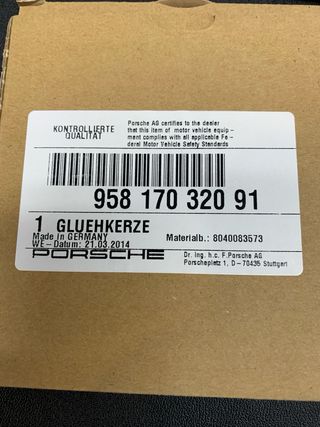 KONTROLLIERTE
QUALITÄT
Porsche AG certifies to the dealer
that this item of motor vehicle equip -
ment complies with all applicable Fe -
deral Motor Vehicle Safety Standards
958 170 320 91
1 GLUEHKERZE
Made in GERMANY
WE-Datum: 21.03.2014
Materialb.: 8040083573
PORSCHE
Dr. Ing. h.c. F.Porsche AG
Porscheplatz 1, D - 70435 Stuttgart